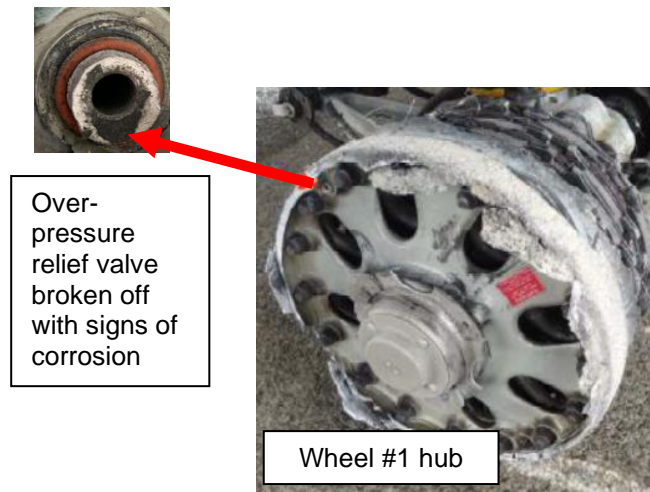 Over-
pressure
relief valve
broken off
with signs of
corrosion
Wheel #1 hub